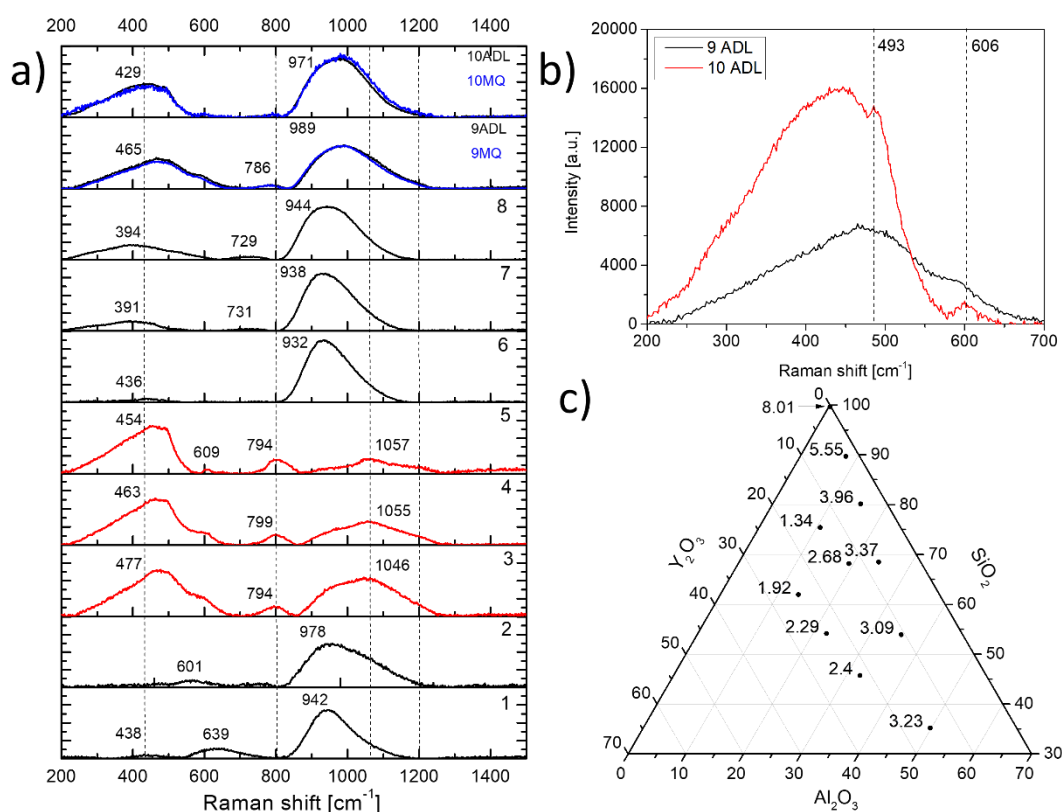 a)
200 400 600 800 1000 1200 1400
429 971 10ADL
10MQ
465 786 989 9ADL
9MQ
394 729 944 8
391 731 938 7
436 932 6
454 609 794 1057 5
463 799 1055 4
477 794 1046 3
601 978 2
438 639 942 1
200 400 600 800 1000 1200 1400
Raman shift [cm-1]
b)
493 606
9 ADL
10 ADL
20000
16000
12000
8000
4000
0
Intensity [a.u.]
200 300 400 500 600 700
Raman shift [cm-1]
c)
0
8.01 100
10 5.55 90
20 3.96 80
1.34
30 2.68 3.37 70
Y2O3 SiO2
40 1.92 60
50 2.29 3.09 50
2.4
60 3.23 40
70 30
0 10 20 30 40 50 60 70
Al2O3